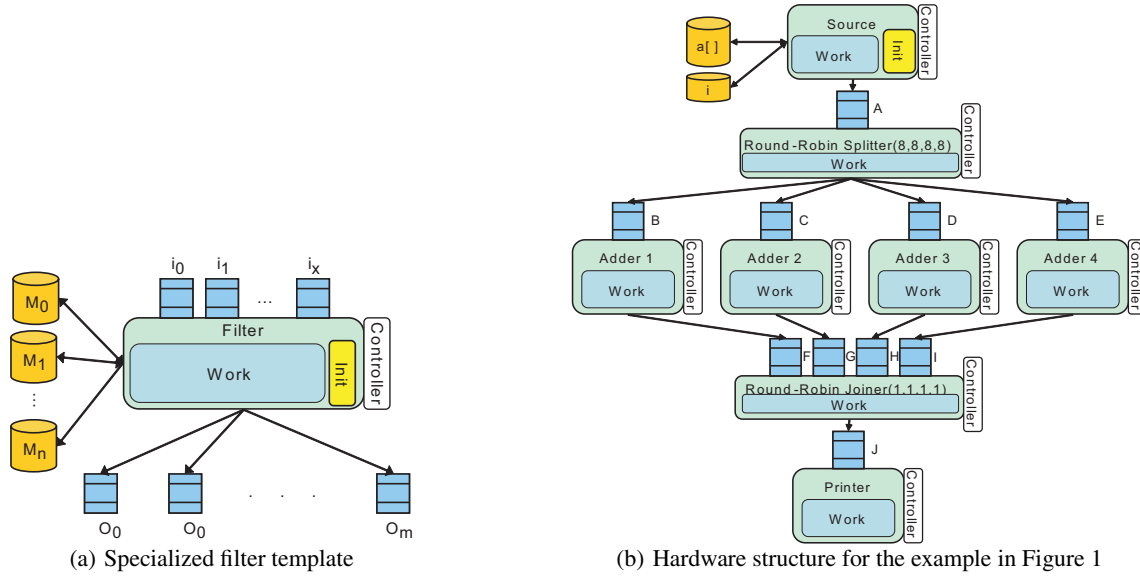 i0 i1 ... ix
M0
M1
⋮
Mn
Filter
Work
Init
Controller
O0 O0 . . . Om
(a) Specialized filter template
Source
a[ ]
i
Work
Init
Controller
A
Round-Robin Splitter(8,8,8,8)
Work
Controller
B C D E
Adder 1
Work
Controller
Adder 2
Work
Controller
Adder 3
Work
Controller
Adder 4
Work
Controller
F G H I
Round-Robin Joiner(1,1,1,1)
Work
Controller
J
Printer
Work
Controller
(b) Hardware structure for the example in Figure 1